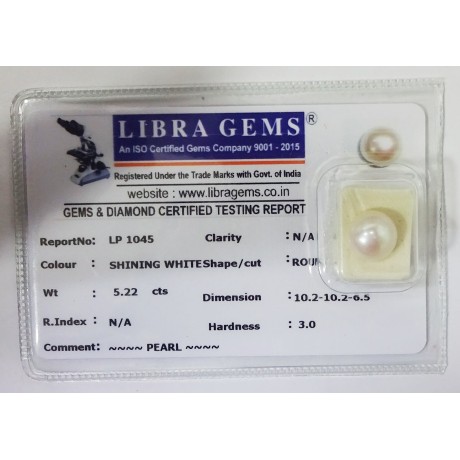 LIBRA GEMS ®
An ISO Certified Gems Company 9001 - 2015
Registered Under the Trade Marks with Govt. of India
website : www.libragems.co.in
GEMS & DIAMOND CERTIFIED TESTING REPORT
ReportNo: LP 1045 Clarity : N/A
Colour : SHINING WHITE Shape/cut : ROUN
Wt : 5.22 cts Dimension : 10.2-10.2-6.5
R.Index : N/A Hardness : 3.0
Comment: ~~~~ PEARL ~~~~